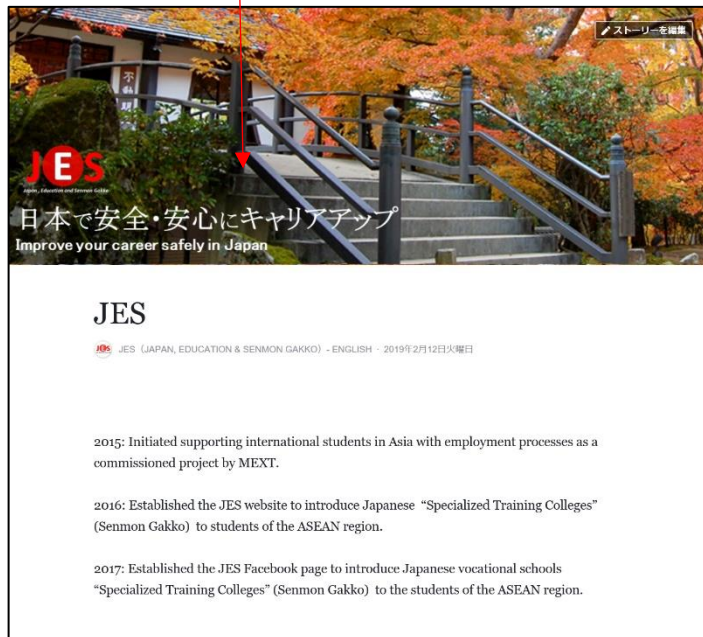 ストーリーを編集
不動明
JES
Japan, Education and Senmon Gakko
日本で安全・安心にキャリアアップ
Improve your career safely in Japan
JES
JES JES（JAPAN, EDUCATION & SENMON GAKKO）- ENGLISH · 2019年2月12日火曜日
2015: Initiated supporting international students in Asia with employment processes as a
commissioned project by MEXT.
2016: Established the JES website to introduce Japanese “Specialized Training Colleges”
(Senmon Gakko) to students of the ASEAN region.
2017: Established the JES Facebook page to introduce Japanese vocational schools
“Specialized Training Colleges” (Senmon Gakko) to the students of the ASEAN region.